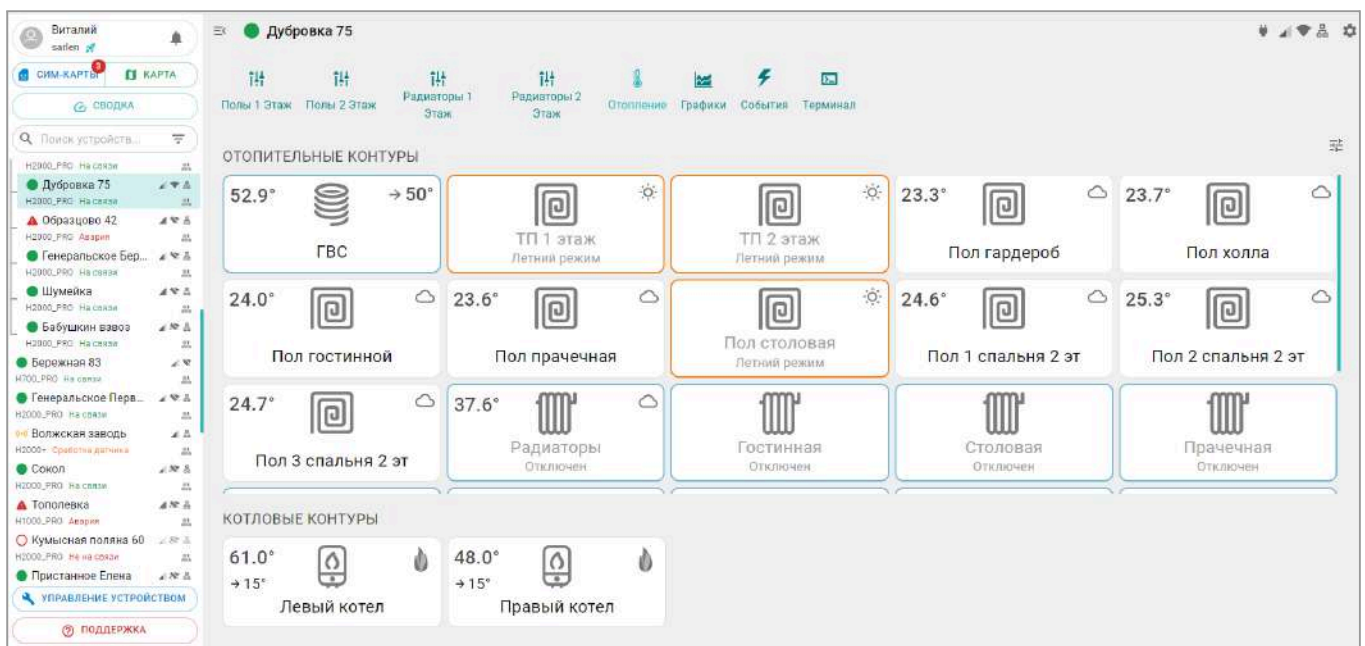 Виталий
satlen
СИМ-КАРТЫ
3
КАРТА
СВОДКА
Поиск устройств...
H2000_PRO На связи
Дубровка 75
H2000_PRO На связи
Образцово 42
H2000_PRO Авария
Генеральское Бер...
H2000_PRO На связи
Шумейка
H2000_PRO На связи
Бабушкин взвоз
H2000_PRO На связи
Бережная 83
H700_PRO На связи
Генеральское Перв...
H2000_PRO На связи
Волжская заводь
H2000+ Сработка датчика
Сокол
H2000_PRO На связи
Тополевка
H1000_PRO Авария
Кумысная поляна 60
H2000_PRO Не на связи
Пристанное Елена
УПРАВЛЕНИЕ УСТРОЙСТВОМ
ПОДДЕРЖКА
Дубровка 75
Полы 1 Этаж
Полы 2 Этаж
Радиаторы 1
Этаж
Радиаторы 2
Этаж
Отопление
Графики
События
Терминал
ОТОПИТЕЛЬНЫЕ КОНТУРЫ
52.9°
→ 50°
ГВС
ТП 1 этаж
Летний режим
ТП 2 этаж
Летний режим
23.3°
Пол гардероб
23.7°
Пол холла
24.0°
Пол гостинной
23.6°
Пол прачечная
Пол столовая
Летний режим
24.6°
Пол 1 спальня 2 эт
25.3°
Пол 2 спальня 2 эт
24.7°
Пол 3 спальня 2 эт
37.6°
Радиаторы
Отключен
Гостинная
Отключен
Столовая
Отключен
Прачечная
Отключен
КОТЛОВЫЕ КОНТУРЫ
61.0°
→ 15°
Левый котел
48.0°
→ 15°
Правый котел